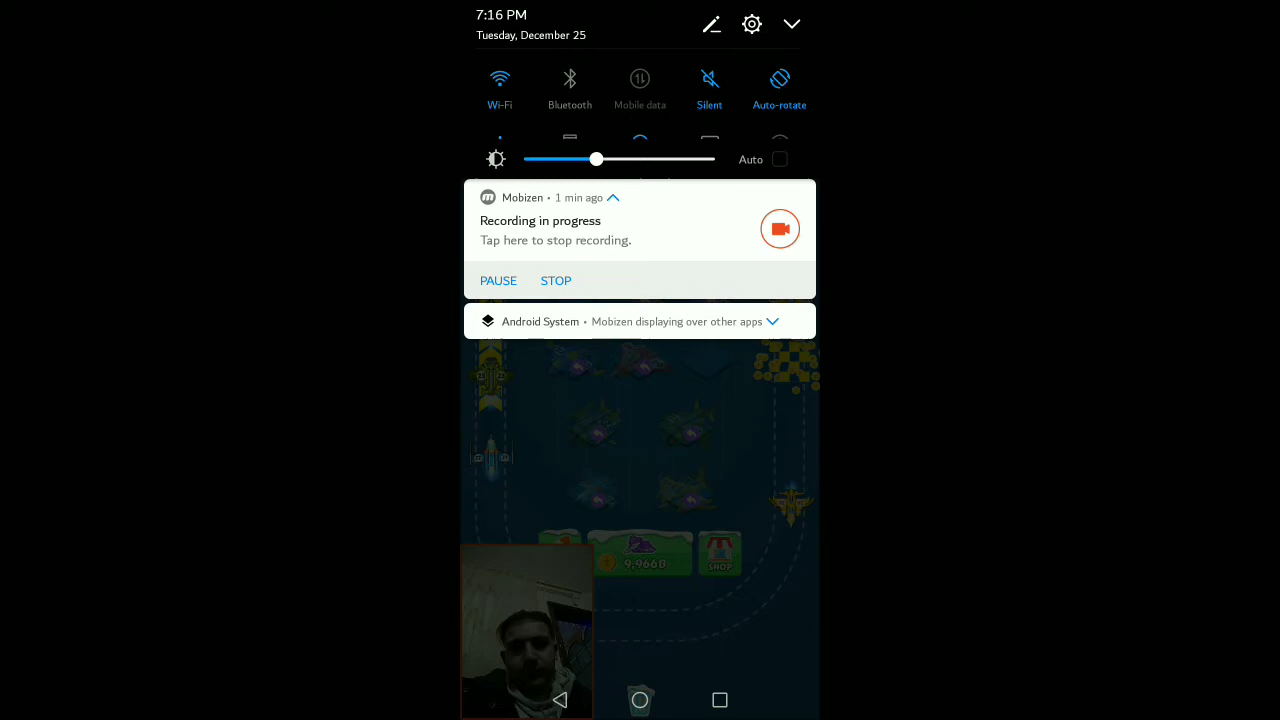 7:16 PM
Tuesday, December 25
Wi-Fi Bluetooth Mobile data Silent Auto-rotate
Auto
Mobizen • 1 min ago
Recording in progress
Tap here to stop recording.
PAUSE STOP
Android System • Mobizen displaying over other apps
9,966B SHOP